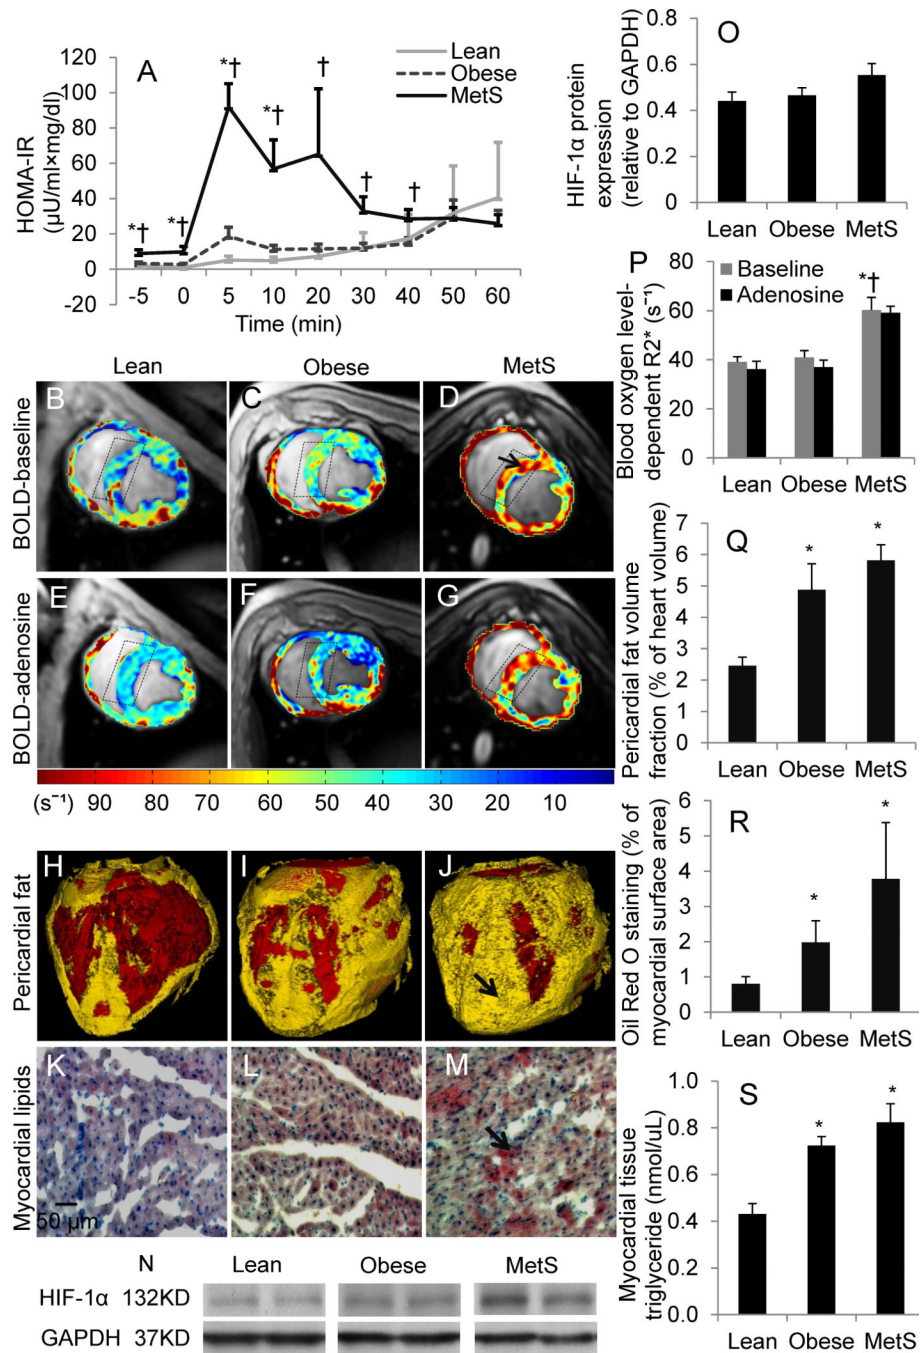 A
Lean
Obese
MetS
HOMA-IR
(µU/ml×mg/dl)
120
100
80
60
40
20
0
-20
*†
*†
*†
*†
†
†
†
-5 0 5 10 20 30 40 50 60
Time (min)
Lean Obese MetS
BOLD-baseline
B C D
BOLD-adenosine
E F G
(s⁻¹) 90 80 70 60 50 40 30 20 10
Pericardial fat
H I J
Myocardial lipids
K L M
50 µm
N Lean Obese MetS
HIF-1α 132KD
GAPDH 37KD
O
HIF-1α protein
expression
(relative to GAPDH)
0.8
0.6
0.4
0.2
0
Lean Obese MetS
P
Baseline
Adenosine
*†
Blood oxygen level-
dependent R2* (s⁻¹)
80
60
40
20
0
Lean Obese MetS
Q
Pericardial fat volume
fraction (% of heart volume)
7
6
5
4
3
2
1
0
* *
Lean Obese MetS
R
Oil Red O staining (% of
myocardial surface area)
6
5
4
3
2
1
0
* *
Lean Obese MetS
S
Myocardial tissue
triglyceride (nmol/uL)
1.0
0.8
0.6
0.4
0.2
0.0
* *
Lean Obese MetS